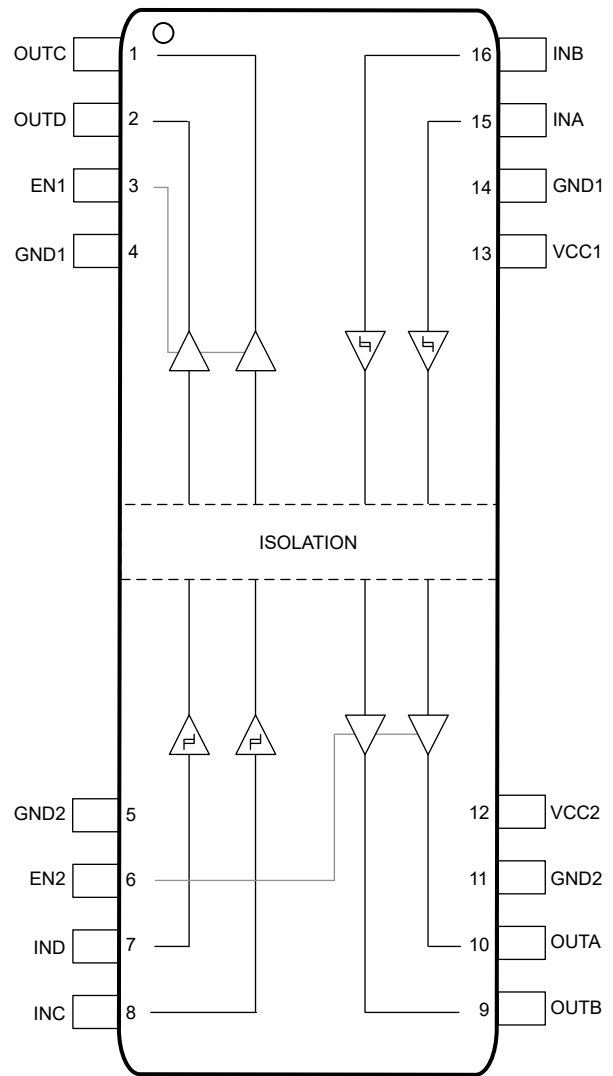 OUTC 1 16 INB
OUTD 2 15 INA
EN1 3 14 GND1
GND1 4 13 VCC1
ISOLATION
GND2 5 12 VCC2
EN2 6 11 GND2
IND 7 10 OUTA
INC 8 9 OUTB